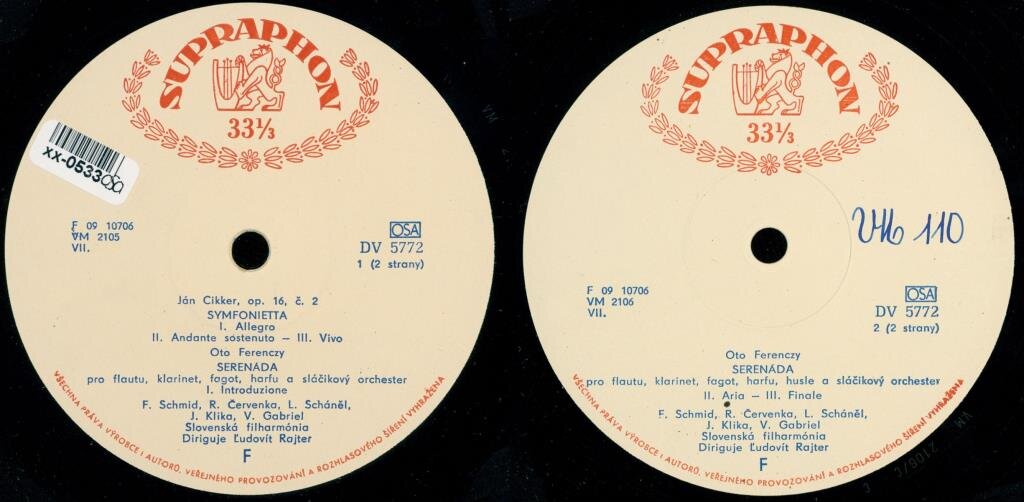 SUPRAPHON
33⅓
xx-0533 OSA
F 09 10706
VM 2105
VII.
OSA
DV 5772
1 (2 strany)
Ján Cikker, op. 16, č. 2
SYMFONIETTA
I. Allegro
II. Andante sostenuto – III. Vivo
Oto Ferenczy
SERENÁDA
pro flautu, klarinet, fagot, harfu a sláčikový orchester
I. Introduzione
F. Schmid, R. Červenka, L. Scháněl,
J. Klika, V. Gabriel
Slovenská filharmónia
Diriguje Ľudovít Rajter
F
VŠECHNA PRÁVA VÝROBCE I AUTORŮ, VEŘEJNÉHO PROVOZOVÁNÍ A ROZHLASOVÉHO ŠÍŘENÍ VYHRAŽENA
SUPRAPHON
33⅓
VM 110
F 09 10706
VM 2106
VII.
OSA
DV 5772
2 (2 strany)
Oto Ferenczy
SERENÁDA
pro flautu, klarinet, fagot, harfu, husle a sláčikový orchester
II. Aria – III. Finale
F. Schmid, R. Červenka, L. Scháněl,
J. Klika, V. Gabriel
Slovenská filharmónia
Diriguje Ľudovít Rajter
F
VŠECHNA PRÁVA VÝROBCE I AUTORŮ, VEŘEJNÉHO PROVOZOVÁNÍ A ROZHLASOVÉHO ŠÍŘENÍ VYHRAŽENA